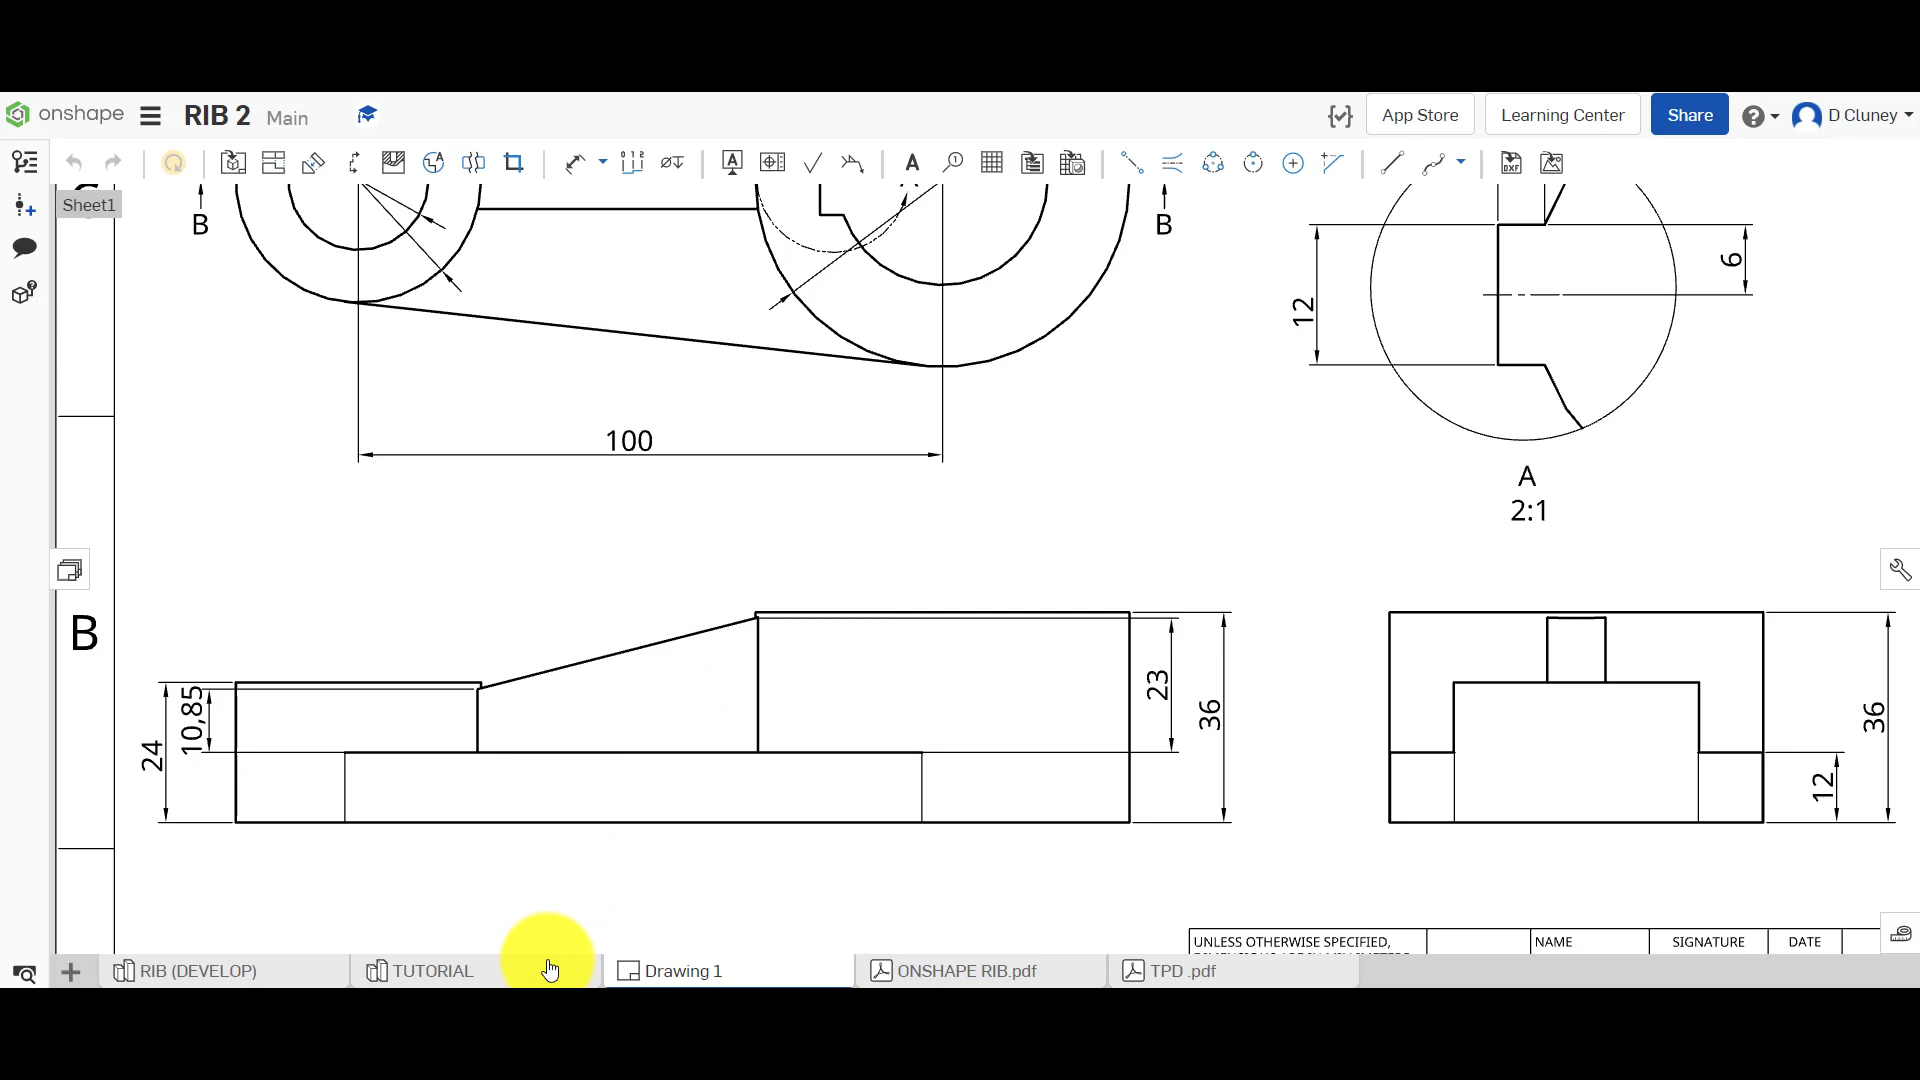 onshape
RIB 2 Main
App Store
Learning Center
Share
D Cluney
Sheet1
B
B
6
12
100
A
2:1
B
24
10,85
23
36
36
12
UNLESS OTHERWISE SPECIFIED,
NAME
SIGNATURE
DATE
RIB (DEVELOP)
TUTORIAL
Drawing 1
ONSHAPE RIB.pdf
TPD .pdf